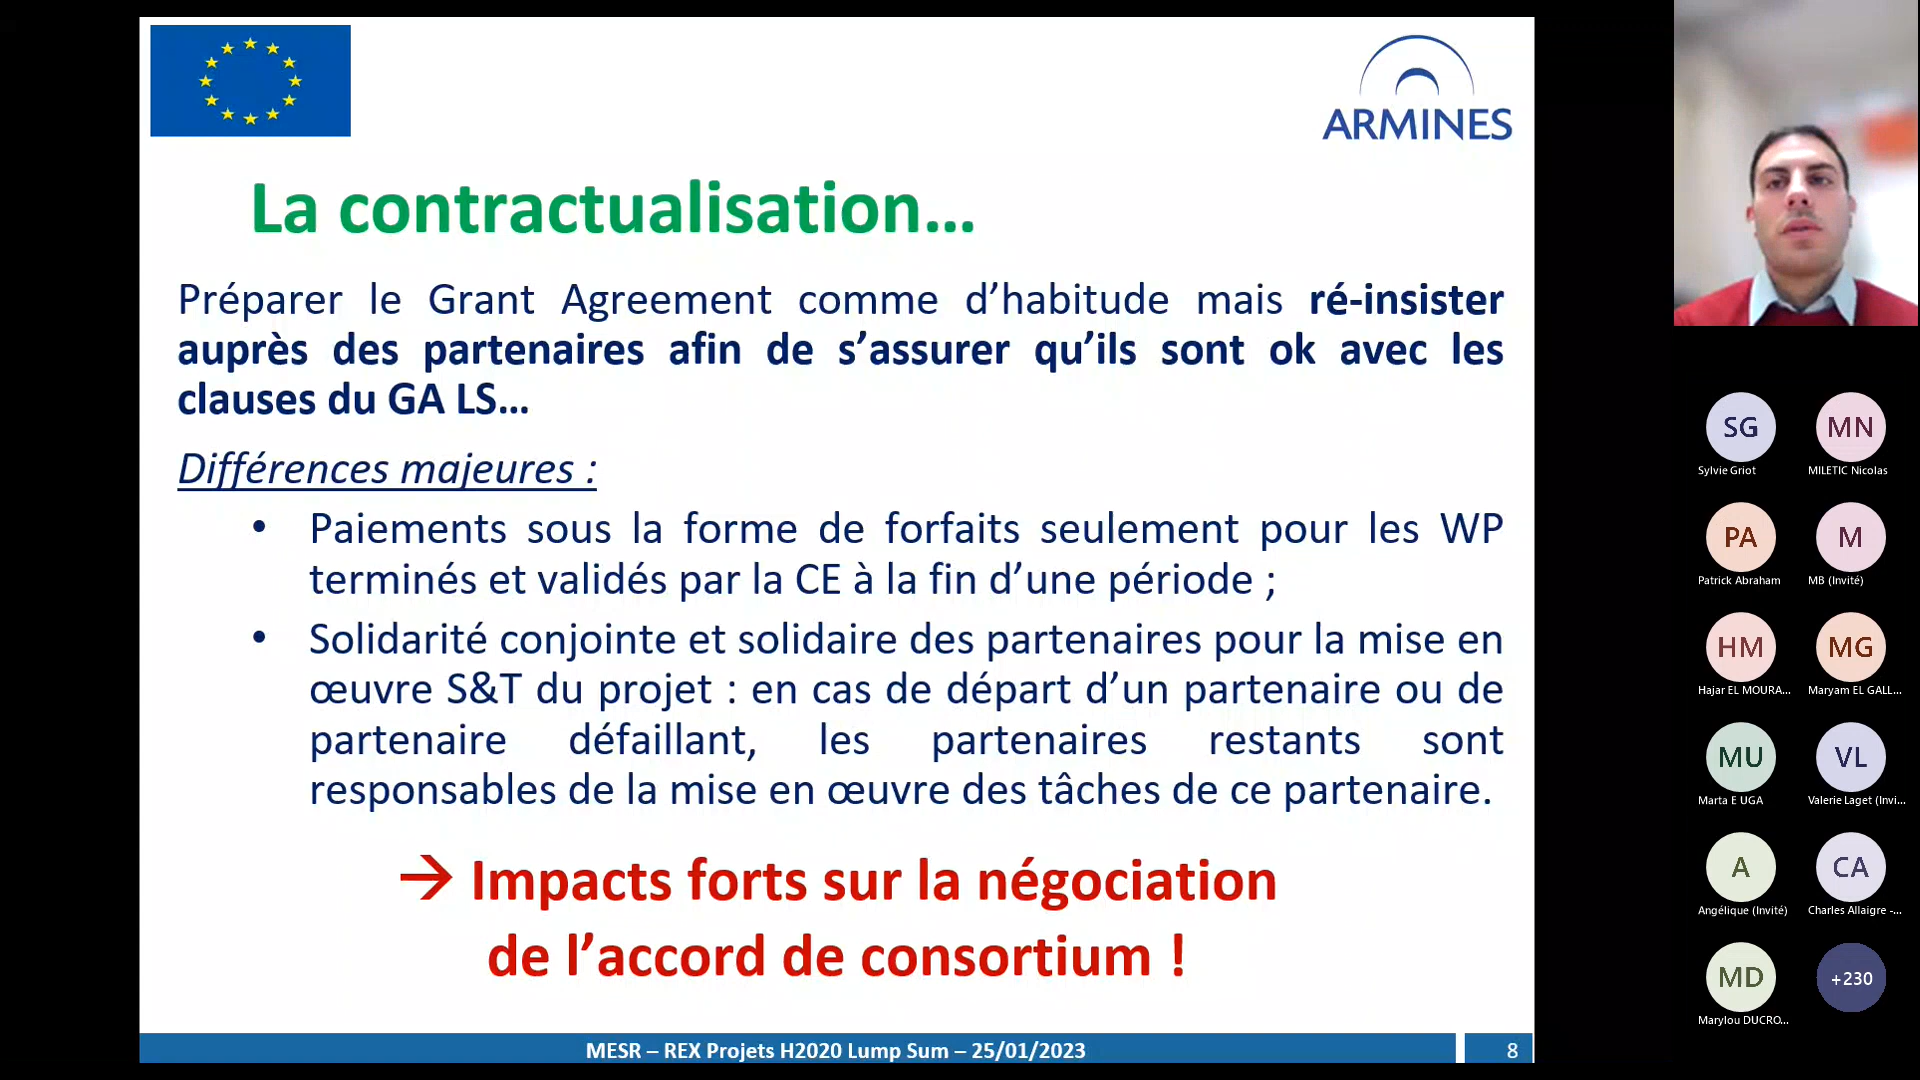 ARMINES
La contractualisation...
Préparer le Grant Agreement comme d'habitude mais ré-insister
auprès des partenaires afin de s'assurer qu'ils sont ok avec les
clauses du GA LS...
Différences majeures :
• Paiements sous la forme de forfaits seulement pour les WP
terminés et validés par la CE à la fin d'une période ;
• Solidarité conjointe et solidaire des partenaires pour la mise en
œuvre S&T du projet : en cas de départ d'un partenaire ou de
partenaire défaillant, les partenaires restants sont
responsables de la mise en œuvre des tâches de ce partenaire.
→ Impacts forts sur la négociation
de l'accord de consortium !
MESR – REX Projets H2020 Lump Sum – 25/01/2023
8
SG
Sylvie Griot
MN
MILETIC Nicolas
PA
Patrick Abraham
M
MB (Invité)
HM
Hajar EL MOURA...
MG
Maryam EL GALL...
MU
Marta E UGA
VL
Valerie Laget (Invi...
A
Angélique (Invité)
CA
Charles Allaigre -...
MD
Marylou DUCRO...
+230